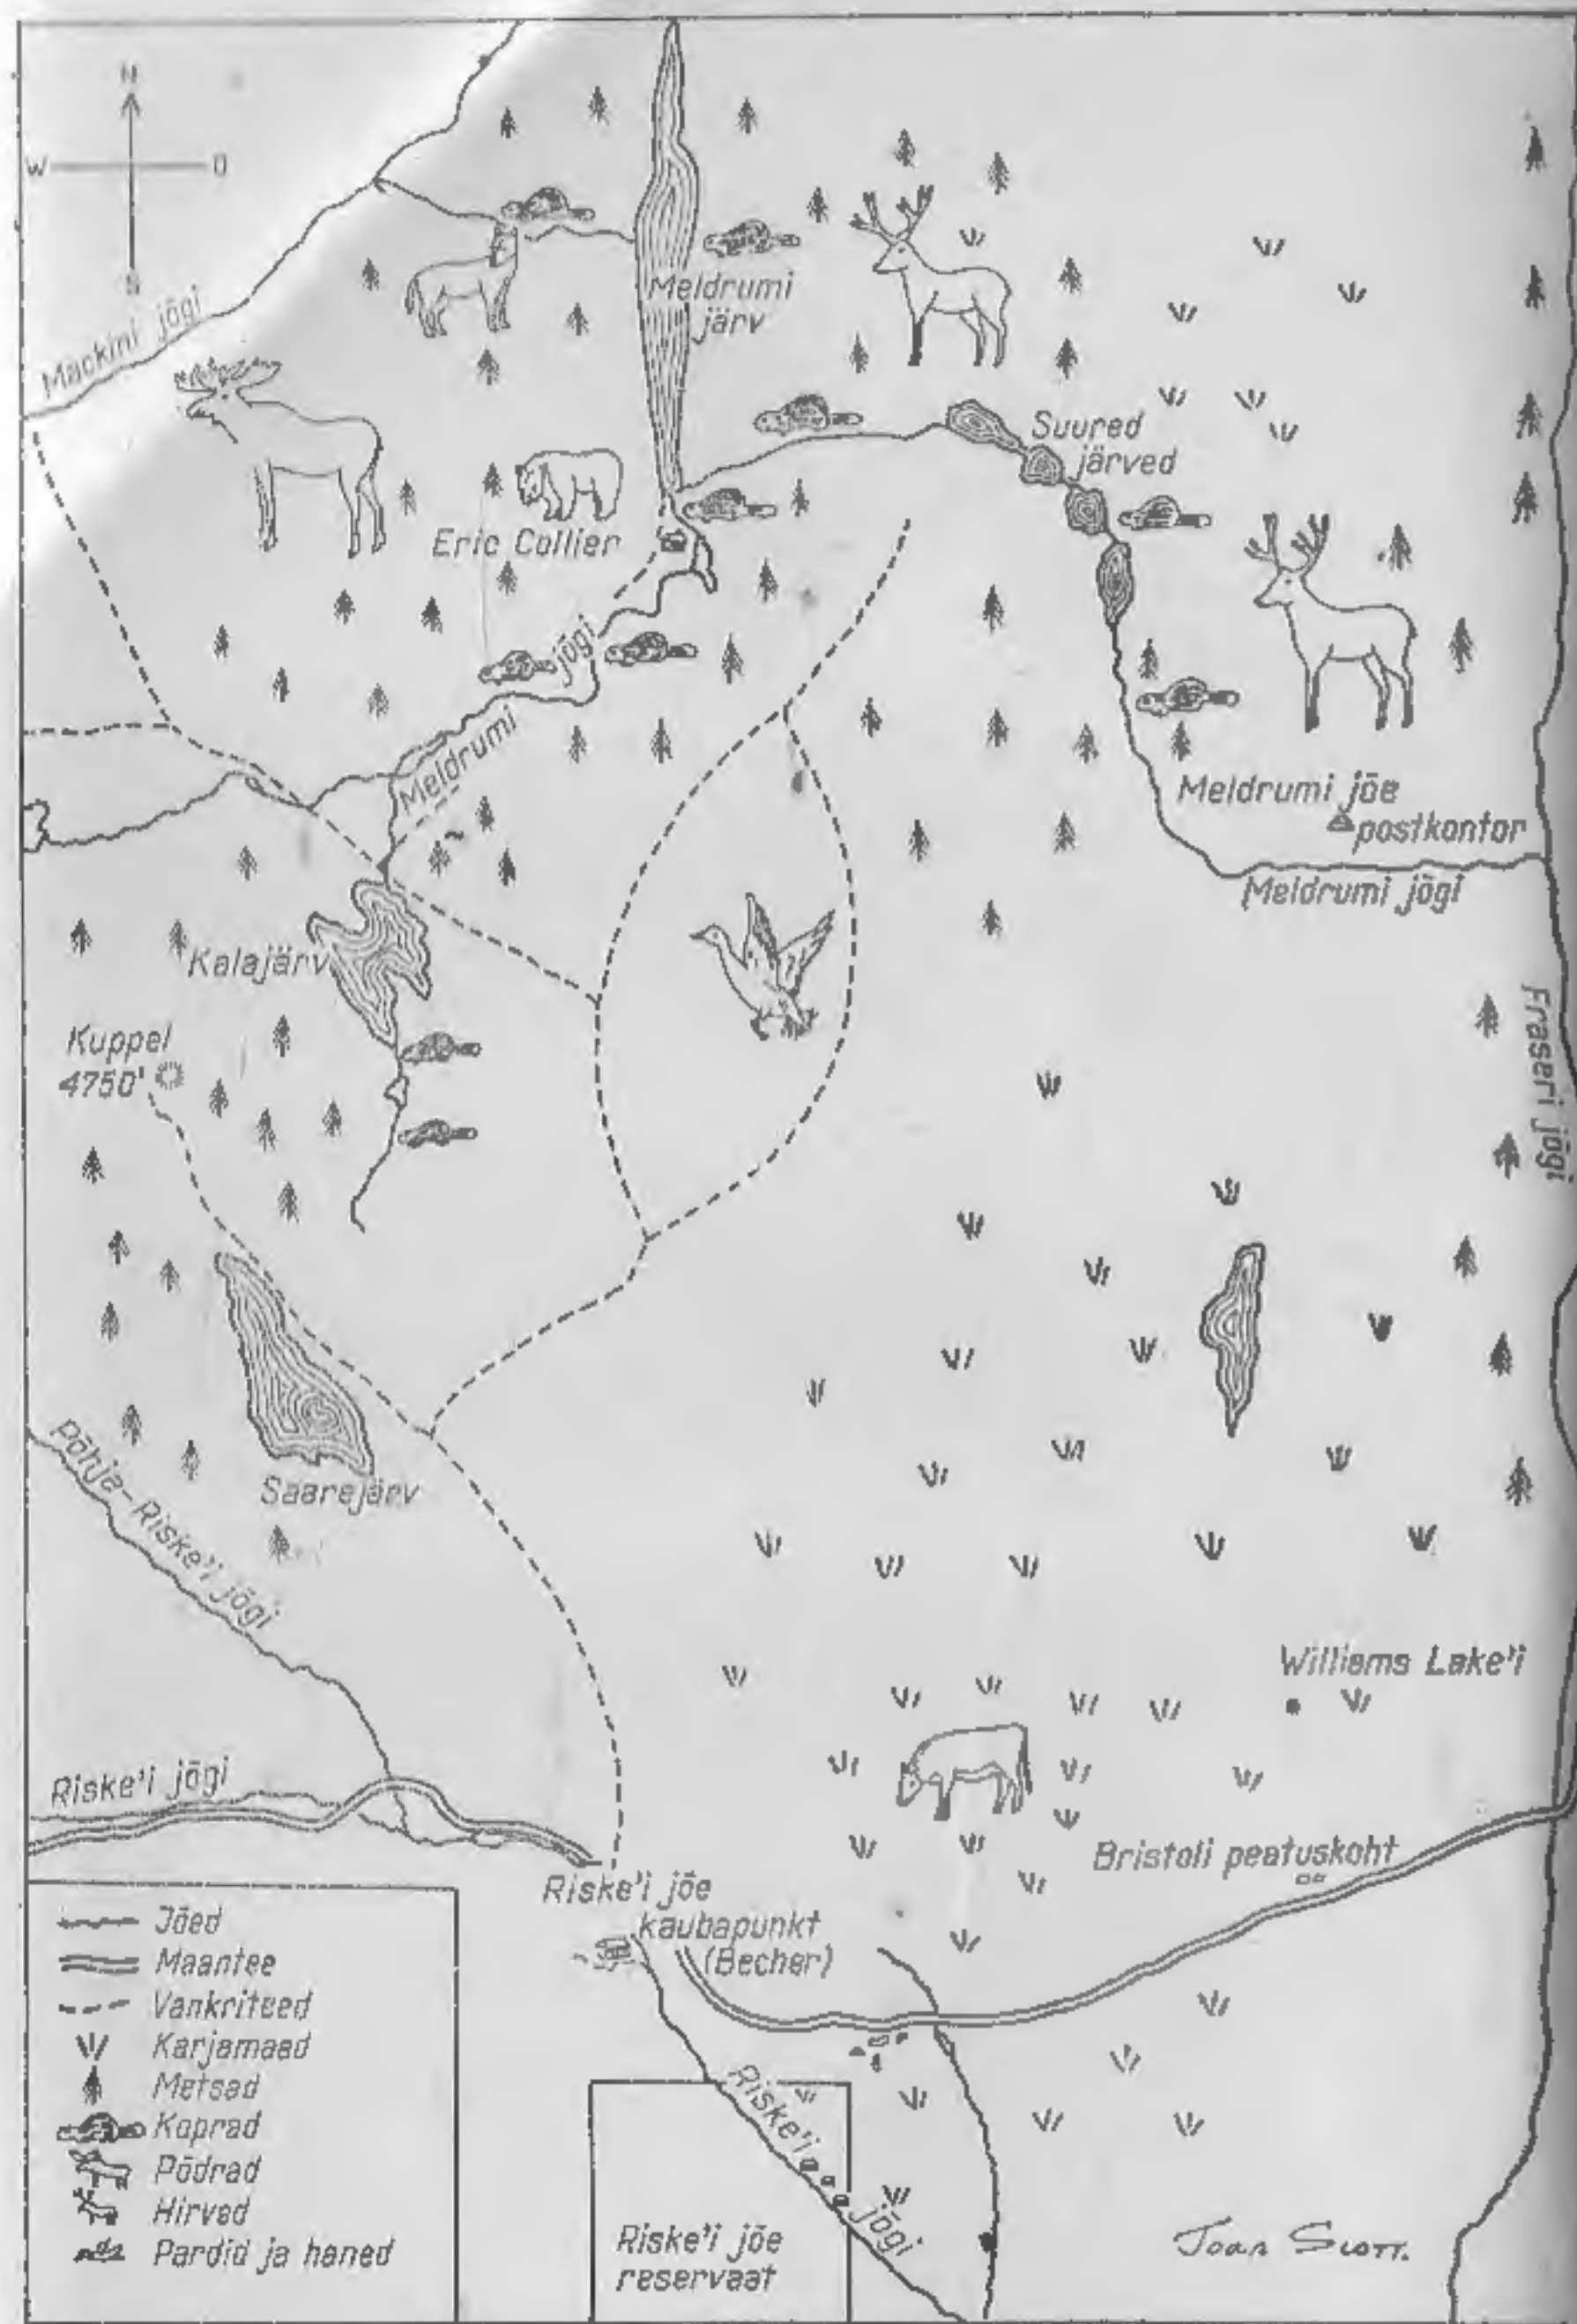 N
W
O
S
Mackini jõgi
Meldrumi
järv
Suured
järved
Eric Collier
Meldrumi jõgi
Meldrumi jõe
postkontor
Meldrumi jõgi
Kalajärv
Kuppel
4750'
Fraseri jõgi
Saarejärv
Põhja-Riske'i jõgi
Williams Lake'i
Riske'i jõgi
Bristoli peatuskoht
Riske'i jõe
kaubapunkt
(Becher)
Jõed
Maantee
Vankriteed
Karjamaad
Metsad
Koprad
Põdrad
Hirved
Pardid ja haned
Riske'i jõgi
Riske'i jõe
reservaat
Joan Scott.